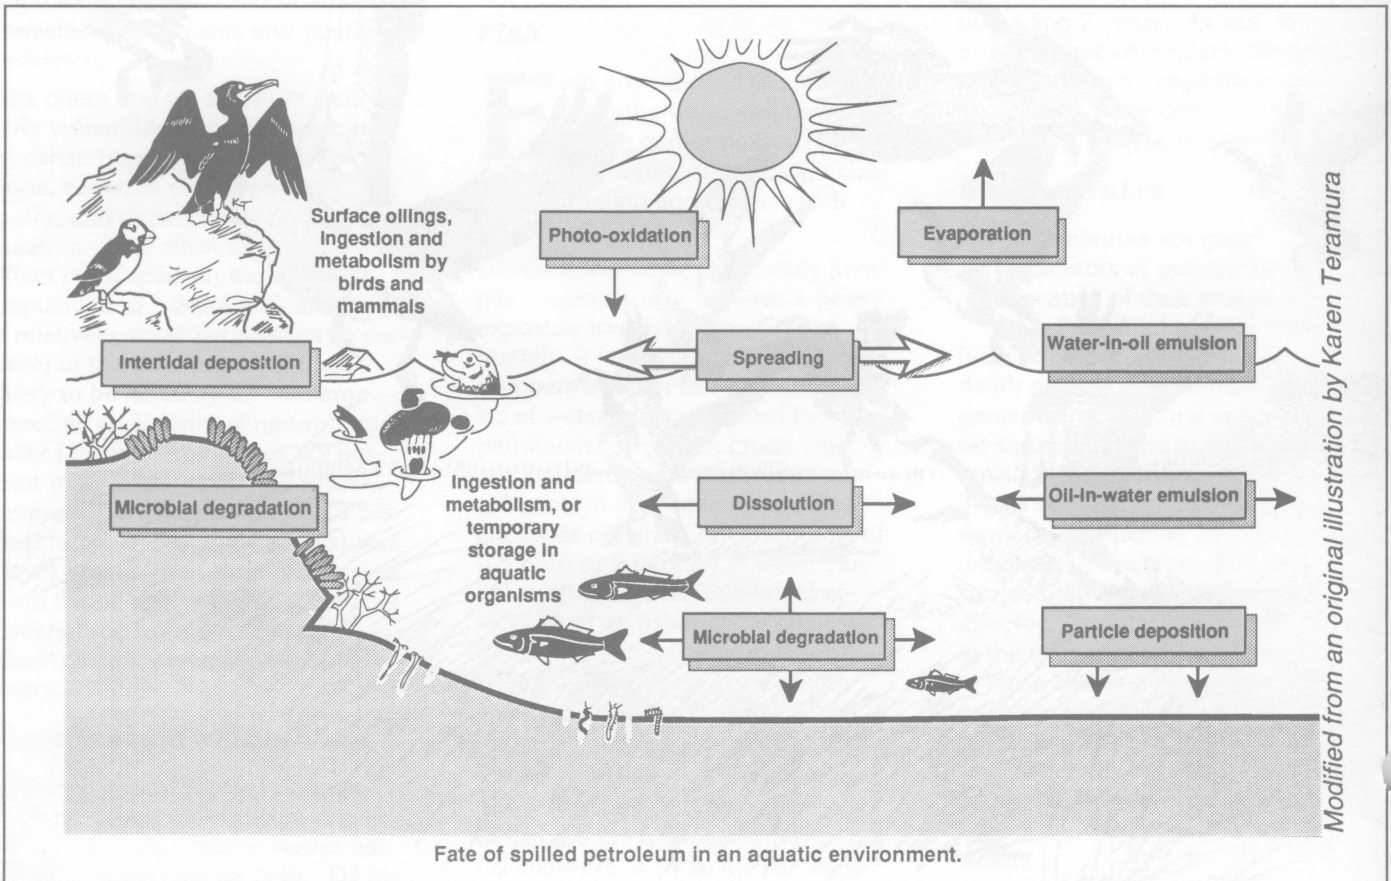 Surface oilings,
ingestion and
metabolism by
birds and
mammals
Photo-oxidation
Evaporation
Intertidal deposition
Spreading
Water-in-oil emulsion
Microbial degradation
Ingestion and
metabolism, or
temporary
storage in
aquatic
organisms
Dissolution
Oil-in-water emulsion
Microbial degradation
Particle deposition
KT
Modified from an original illustration by Karen Teramura
Fate of spilled petroleum in an aquatic environment.
Fish